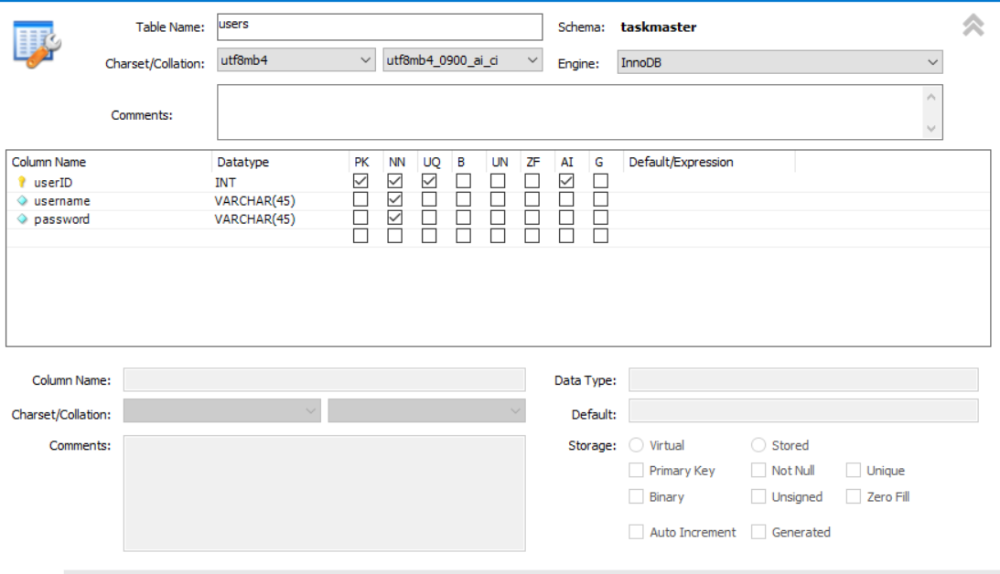 Table Name: users Schema: taskmaster
Charset/Collation: utf8mb4 utf8mb4_0900_ai_ci Engine: InnoDB
Comments:
Column Name Datatype PK NN UQ B UN ZF AI G Default/Expression
userID INT
username VARCHAR(45)
password VARCHAR(45)
Column Name: Data Type:
Charset/Collation: Default:
Comments: Storage: Virtual Stored
Primary Key Not Null Unique
Binary Unsigned Zero Fill
Auto Increment Generated